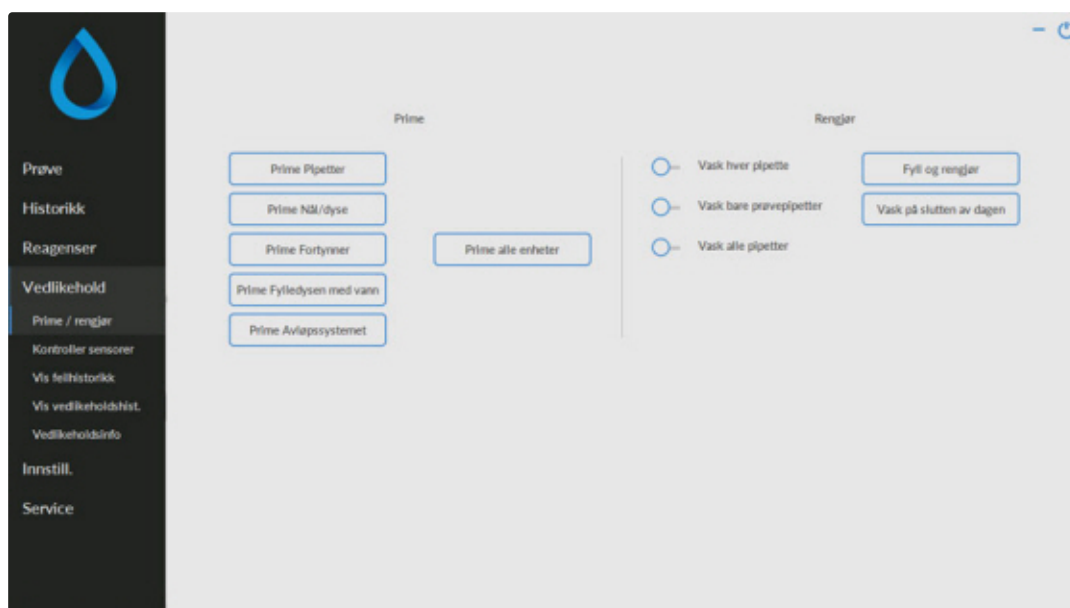 Prøve
Historikk
Reagenser
Vedlikehold
Prime / rengjør
Kontroller sensorer
Vis feilhistorikk
Vis vedlikeholdshist.
Vedlikeholdsinfo
Innstill.
Service
Prime
Prime Pipetter
Prime Nål/dyse
Prime Fortynner
Prime alle enheter
Prime Fylledysen med vann
Prime Avløpssystemet
Rengjør
Vask hver pipette
Fyll og rengjør
Vask bare prøvepipetter
Vask på slutten av dagen
Vask alle pipetter